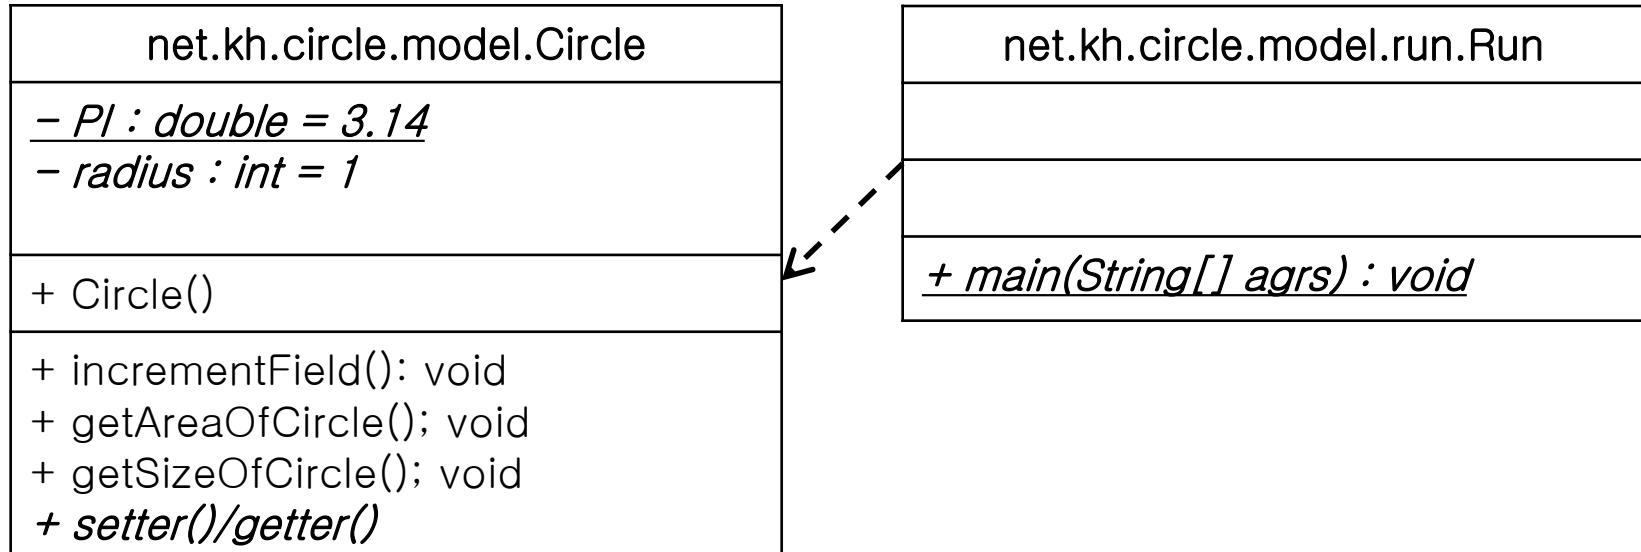 net.kh.circle.model.Circle
- PI : double = 3.14
- radius : int = 1
+ Circle()
+ incrementField(): void
+ getAreaOfCircle(); void
+ getSizeOfCircle(); void
+ setter()/getter()
net.kh.circle.model.run.Run
+ main(String[] agrs) : void